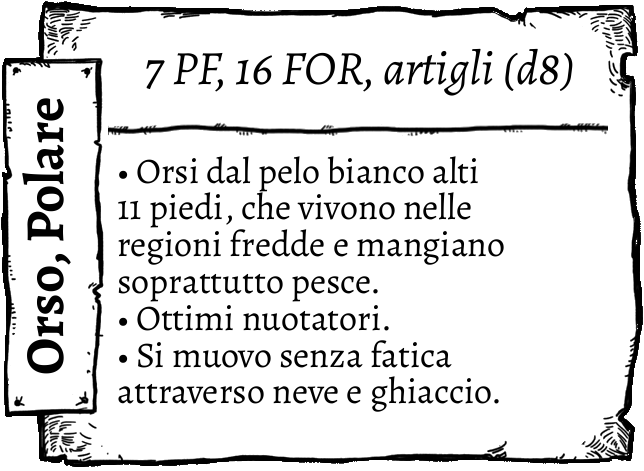 Orso, Polare
7 PF, 16 FOR, artigli (d8)
• Orsi dal pelo bianco alti
11 piedi, che vivono nelle
regioni fredde e mangiano
soprattutto pesce.
• Ottimi nuotatori.
• Si muovo senza fatica
attraverso neve e ghiaccio.